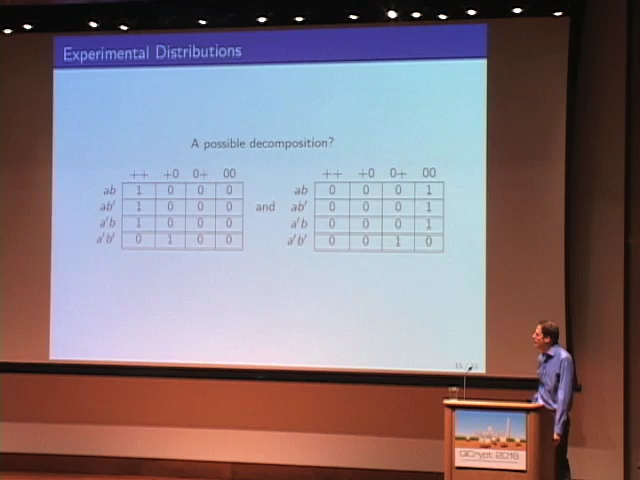 Experimental Distributions
A possible decomposition?
++ +0 0+ 00
ab 1 0 0 0
ab′ 1 0 0 0
a′b 1 0 0 0
a′b′ 0 1 0 0
and
++ +0 0+ 00
ab 0 0 0 1
ab′ 0 0 0 1
a′b 0 0 0 1
a′b′ 0 0 1 0
QCrypt 2016